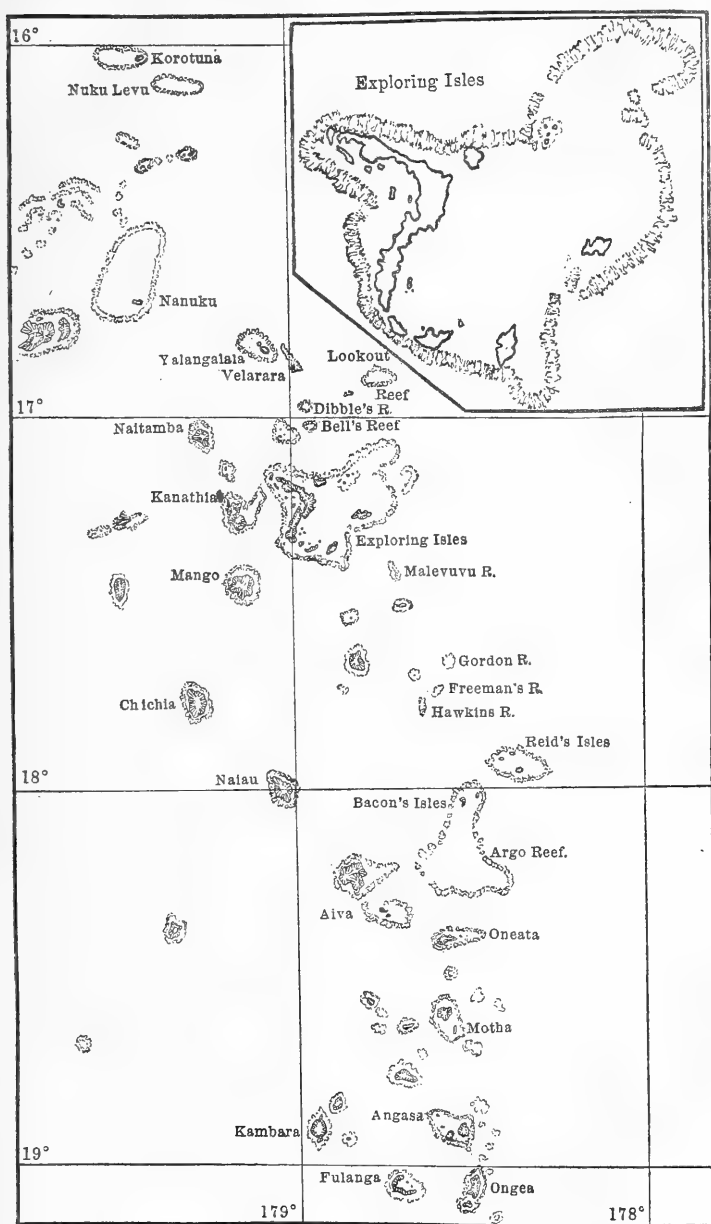 16°
Korotuna
Nuku Levu
Exploring Isles
Nanuku
Yalangalala
Velarara
Lookout
Reef
17°
Dibble's R.
Naitamba
Bell's Reef
Kanathia
Exploring Isles
Mango
Malevuvu R.
Gordon R.
Freeman's R.
Chichia
Hawkins R.
Reid's Isles
18°
Naiau
Bacon's Isles
Argo Reef.
Aiva
Oneata
Motha
Angasa
Kambara
19°
Fulanga
Ongea
179°
178°